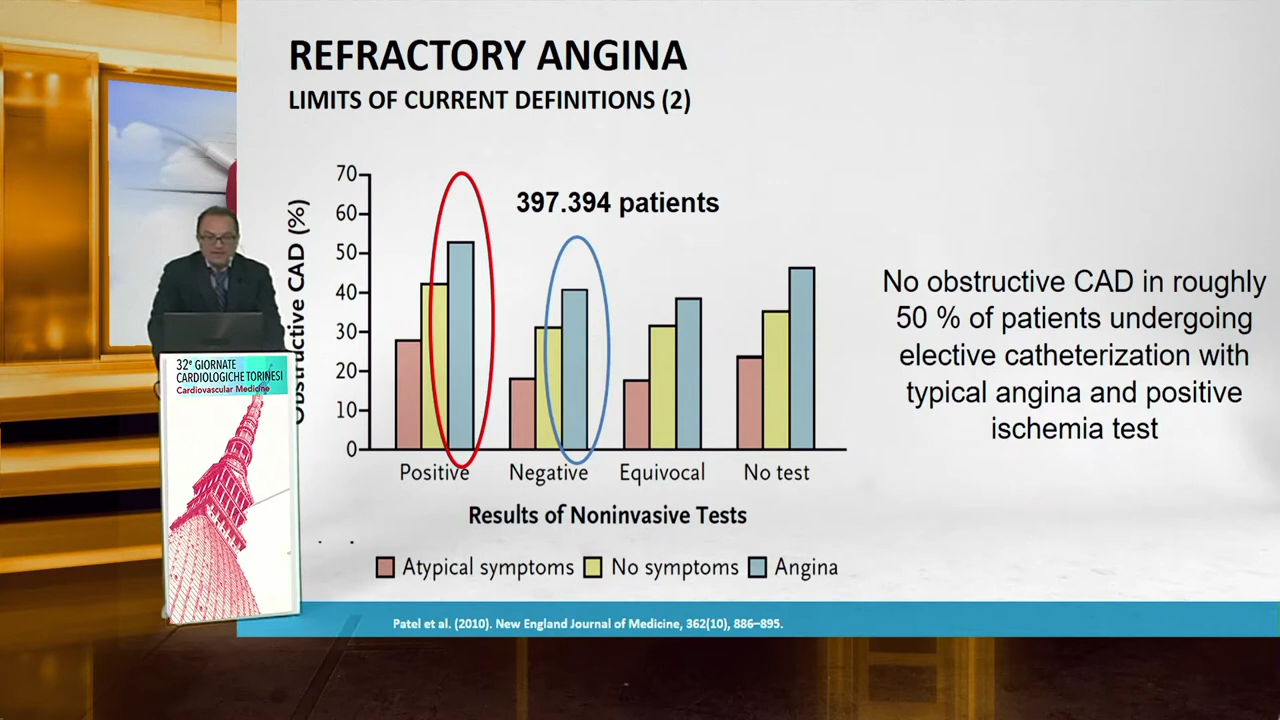 REFRACTORY ANGINA
LIMITS OF CURRENT DEFINITIONS (2)
Obstructive CAD (%)
70
60
50
40
30
20
10
0
397.394 patients
Positive
Negative
Equivocal
No test
Results of Noninvasive Tests
Atypical symptoms
No symptoms
Angina
No obstructive CAD in roughly
50 % of patients undergoing
elective catheterization with
typical angina and positive
ischemia test
Patel et al. (2010). New England Journal of Medicine, 362(10), 886–895.
32e GIORNATE
CARDIOLOGICHE TORINESI
Cardiovascular Medicine